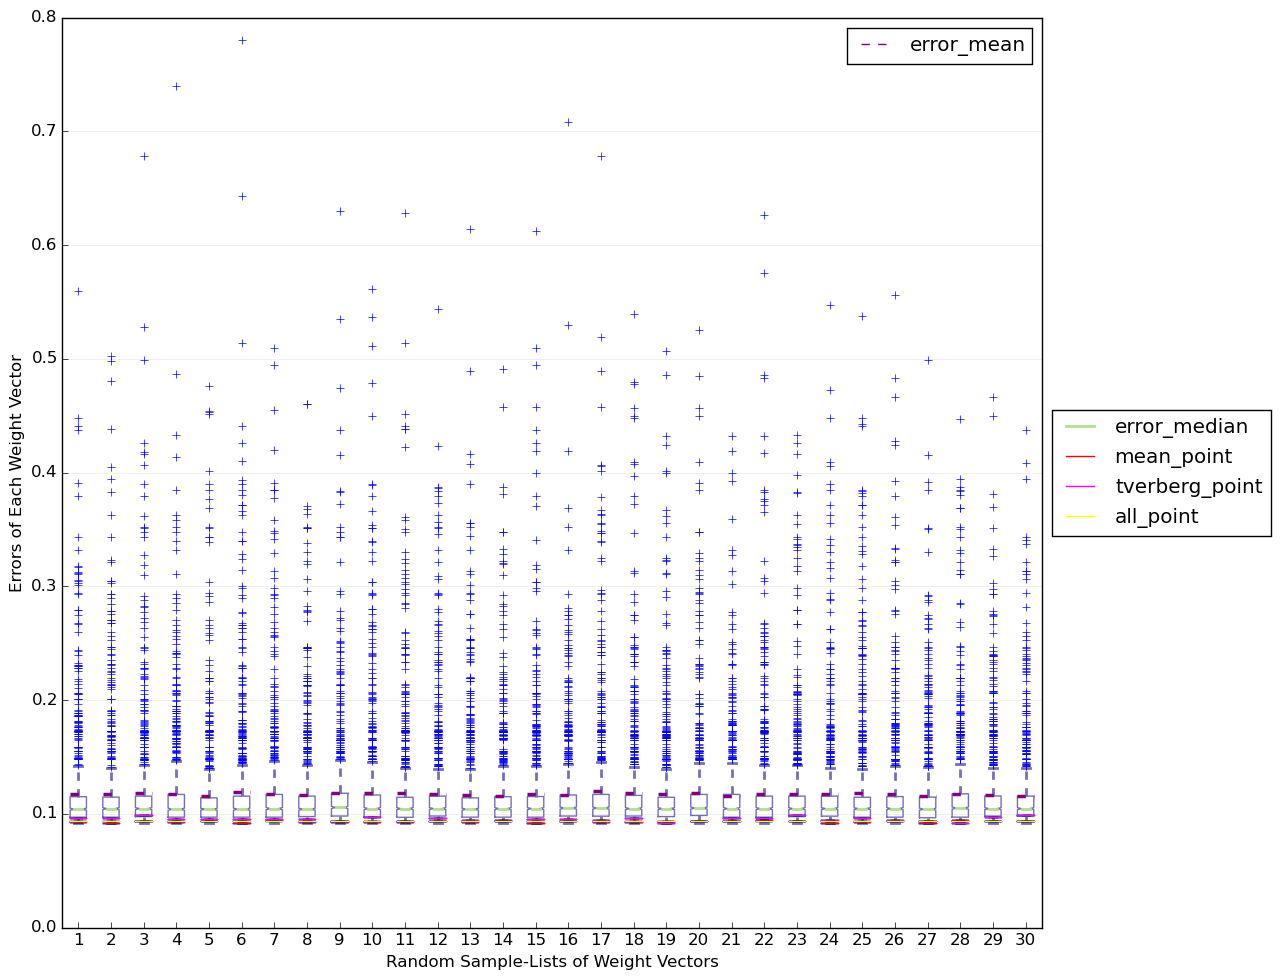 error_mean
0.8
0.7
0.6
0.5
0.4
0.3
0.2
0.1
0.0
Errors of Each Weight Vector
1 2 3 4 5 6 7 8 9 10 11 12 13 14 15 16 17 18 19 20 21 22 23 24 25 26 27 28 29 30
Random Sample-Lists of Weight Vectors
error_median
mean_point
tverberg_point
all_point